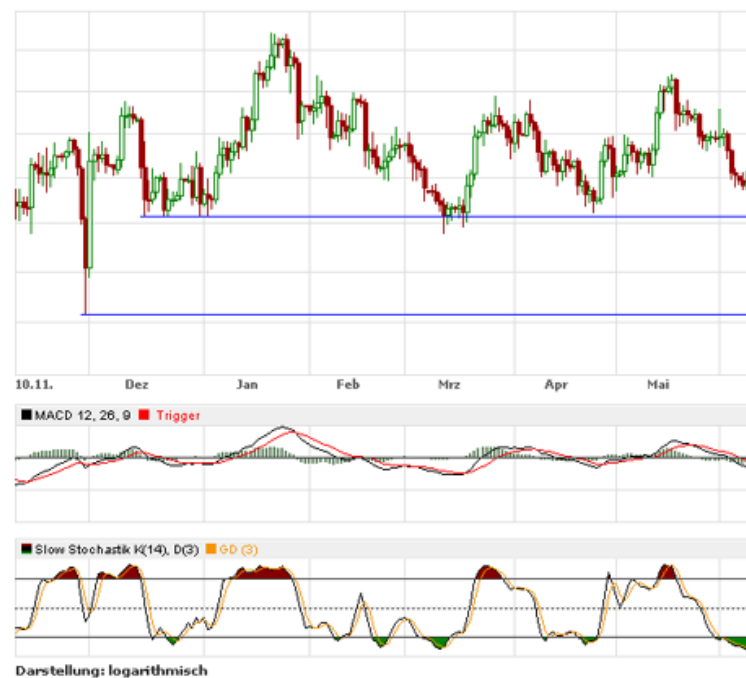 10.11. Dez Jan Feb Mrz Apr Mai
MACD 12, 26, 9 Trigger
Slow Stochastik K(14), D(3) GD (3)
Darstellung: logarithmisch